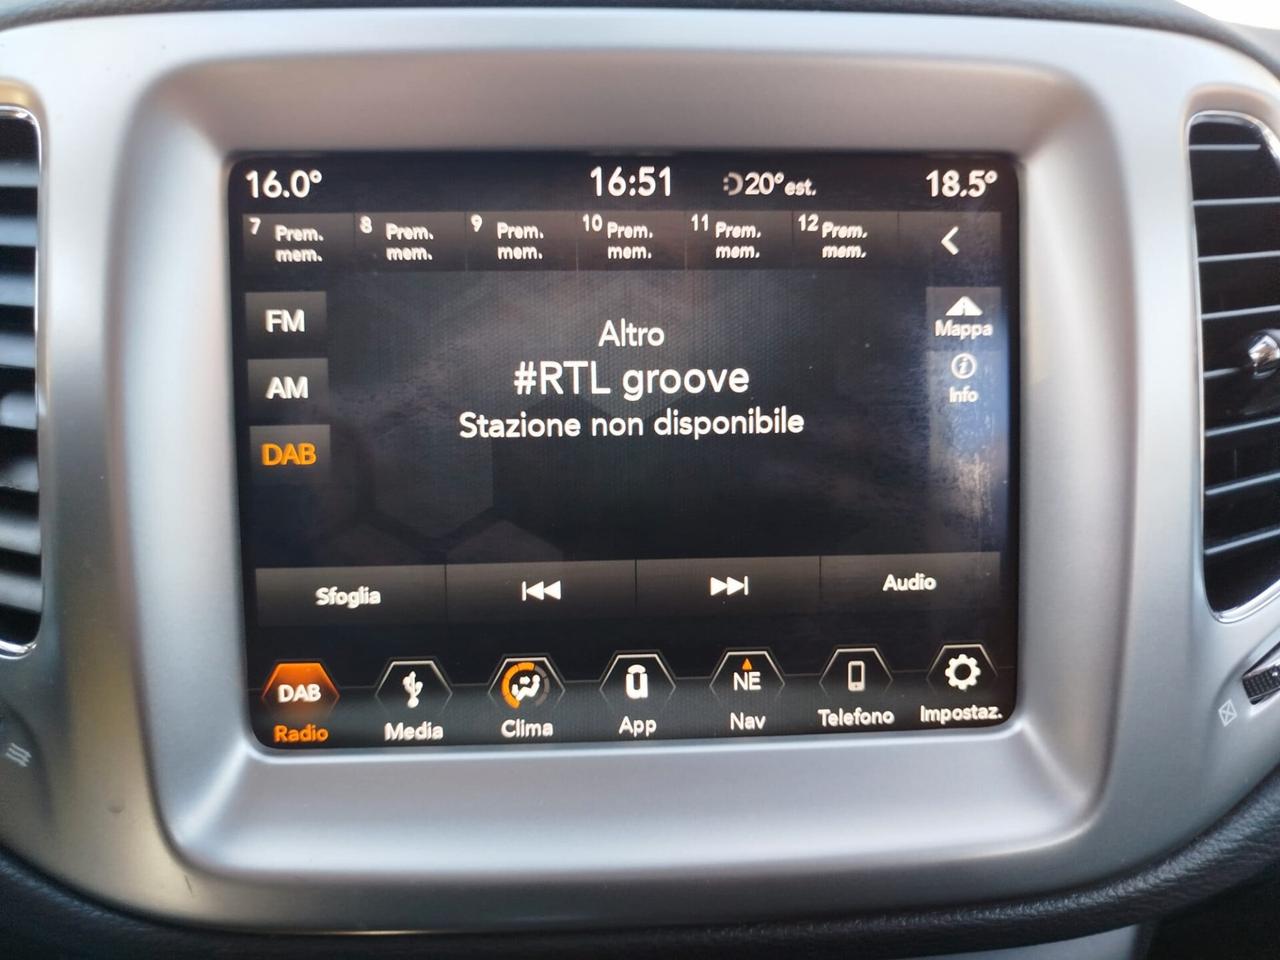 16.0° 16:51 20°est. 18.5°
7 Prem. mem. 8 Prem. mem. 9 Prem. mem. 10 Prem. mem. 11 Prem. mem. 12 Prem. mem.
FM
AM
DAB
Altro
#RTL groove
Stazione non disponibile
Mappa
Info
Sfoglia Audio
DAB NE
Radio Media Clima App Nav Telefono Impostaz.